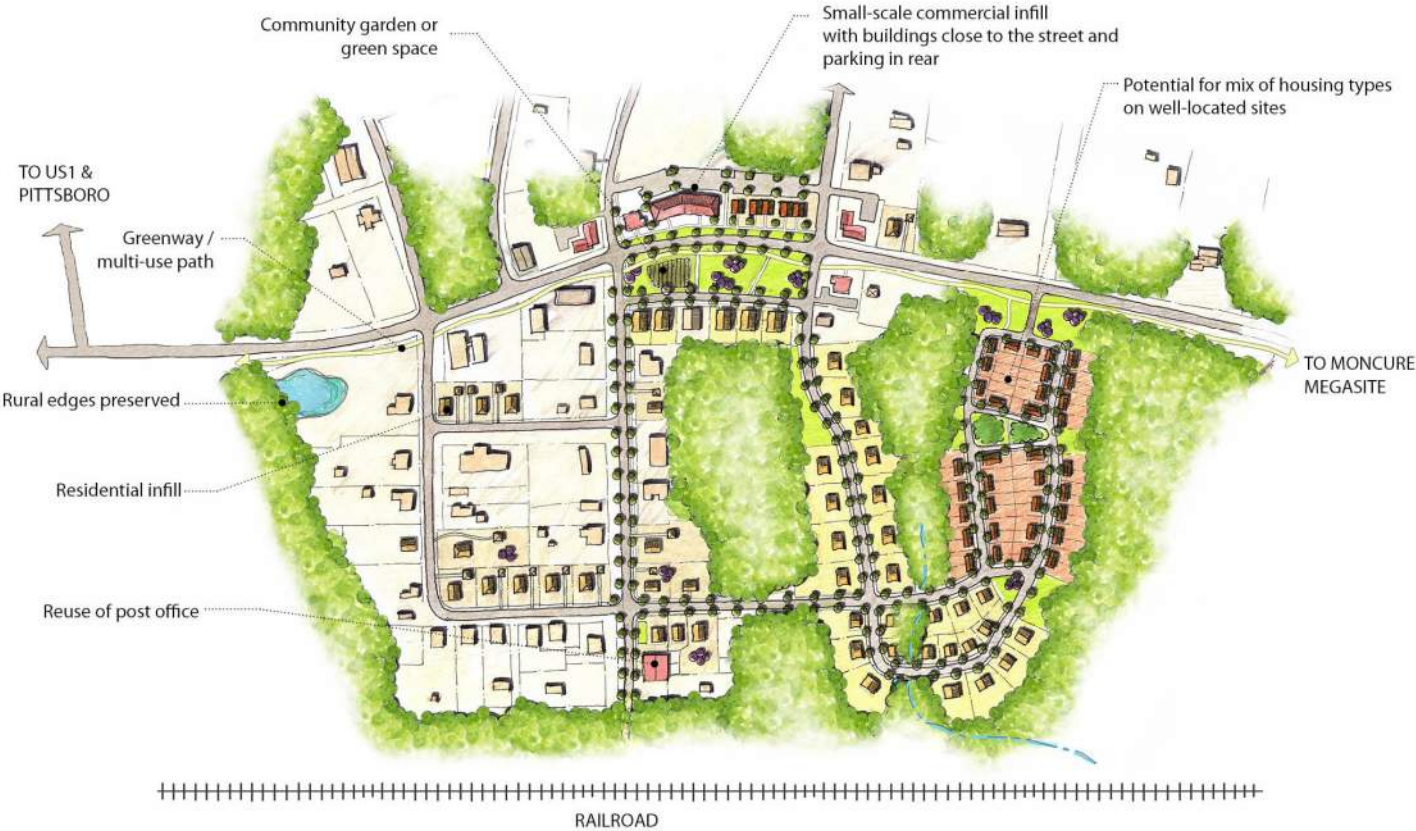 Community garden or
green space
Small-scale commercial infill
with buildings close to the street and
parking in rear
Potential for mix of housing types
on well-located sites
TO US1 &
PITTSBORO
Greenway /
multi-use path
TO MONCURE
MEGASITE
Rural edges preserved
Residential infill
Reuse of post office
RAILROAD